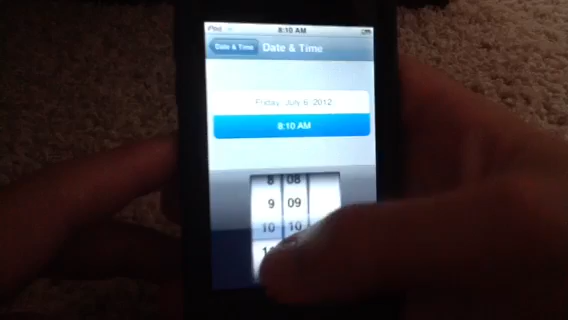 iPod 8:10 AM
Date & Time Date & Time
Friday, July 6, 2012
8:10 AM
8 08
9 09
10 10